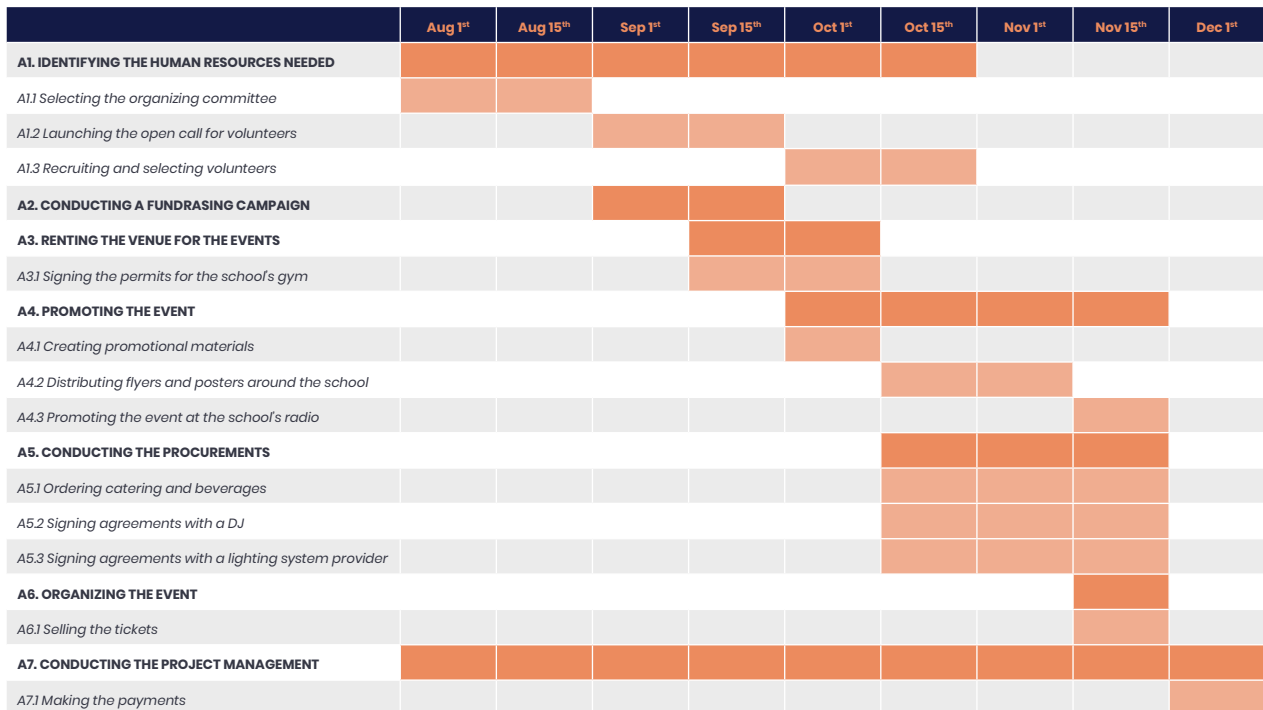 Aug 1st Aug 15th Sep 1st Sep 15th Oct 1st Oct 15th Nov 1st Nov 15th Dec 1st
A1. IDENTIFYING THE HUMAN RESOURCES NEEDED
A1.1 Selecting the organizing committee
A1.2 Launching the open call for volunteers
A1.3 Recruiting and selecting volunteers
A2. CONDUCTING A FUNDRASING CAMPAIGN
A3. RENTING THE VENUE FOR THE EVENTS
A3.1 Signing the permits for the school's gym
A4. PROMOTING THE EVENT
A4.1 Creating promotional materials
A4.2 Distributing flyers and posters around the school
A4.3 Promoting the event at the school's radio
A5. CONDUCTING THE PROCUREMENTS
A5.1 Ordering catering and beverages
A5.2 Signing agreements with a DJ
A5.3 Signing agreements with a lighting system provider
A6. ORGANIZING THE EVENT
A6.1 Selling the tickets
A7. CONDUCTING THE PROJECT MANAGEMENT
A7.1 Making the payments